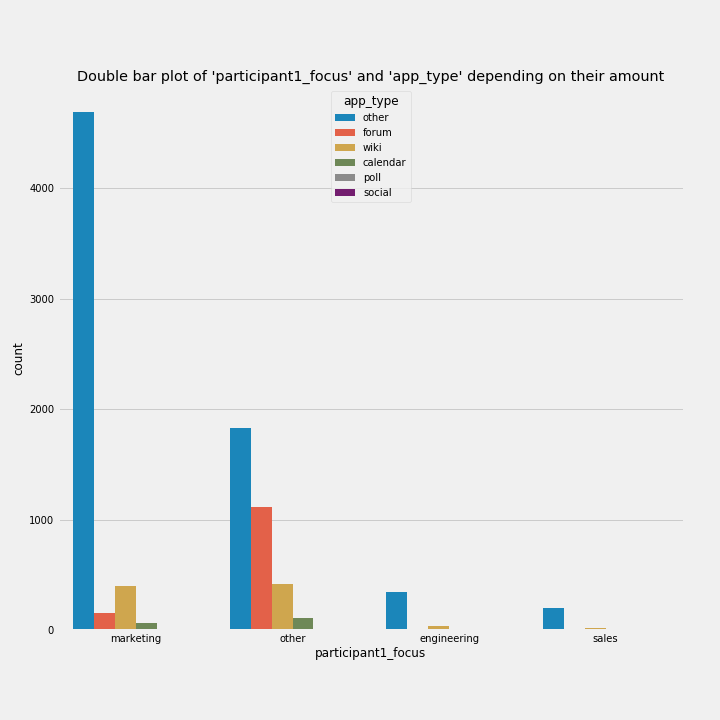 Double bar plot of 'participant1_focus' and 'app_type' depending on their amount
app_type
other
forum
wiki
calendar
poll
social
4000
3000
2000
1000
0
count
marketing
other
engineering
sales
participant1_focus